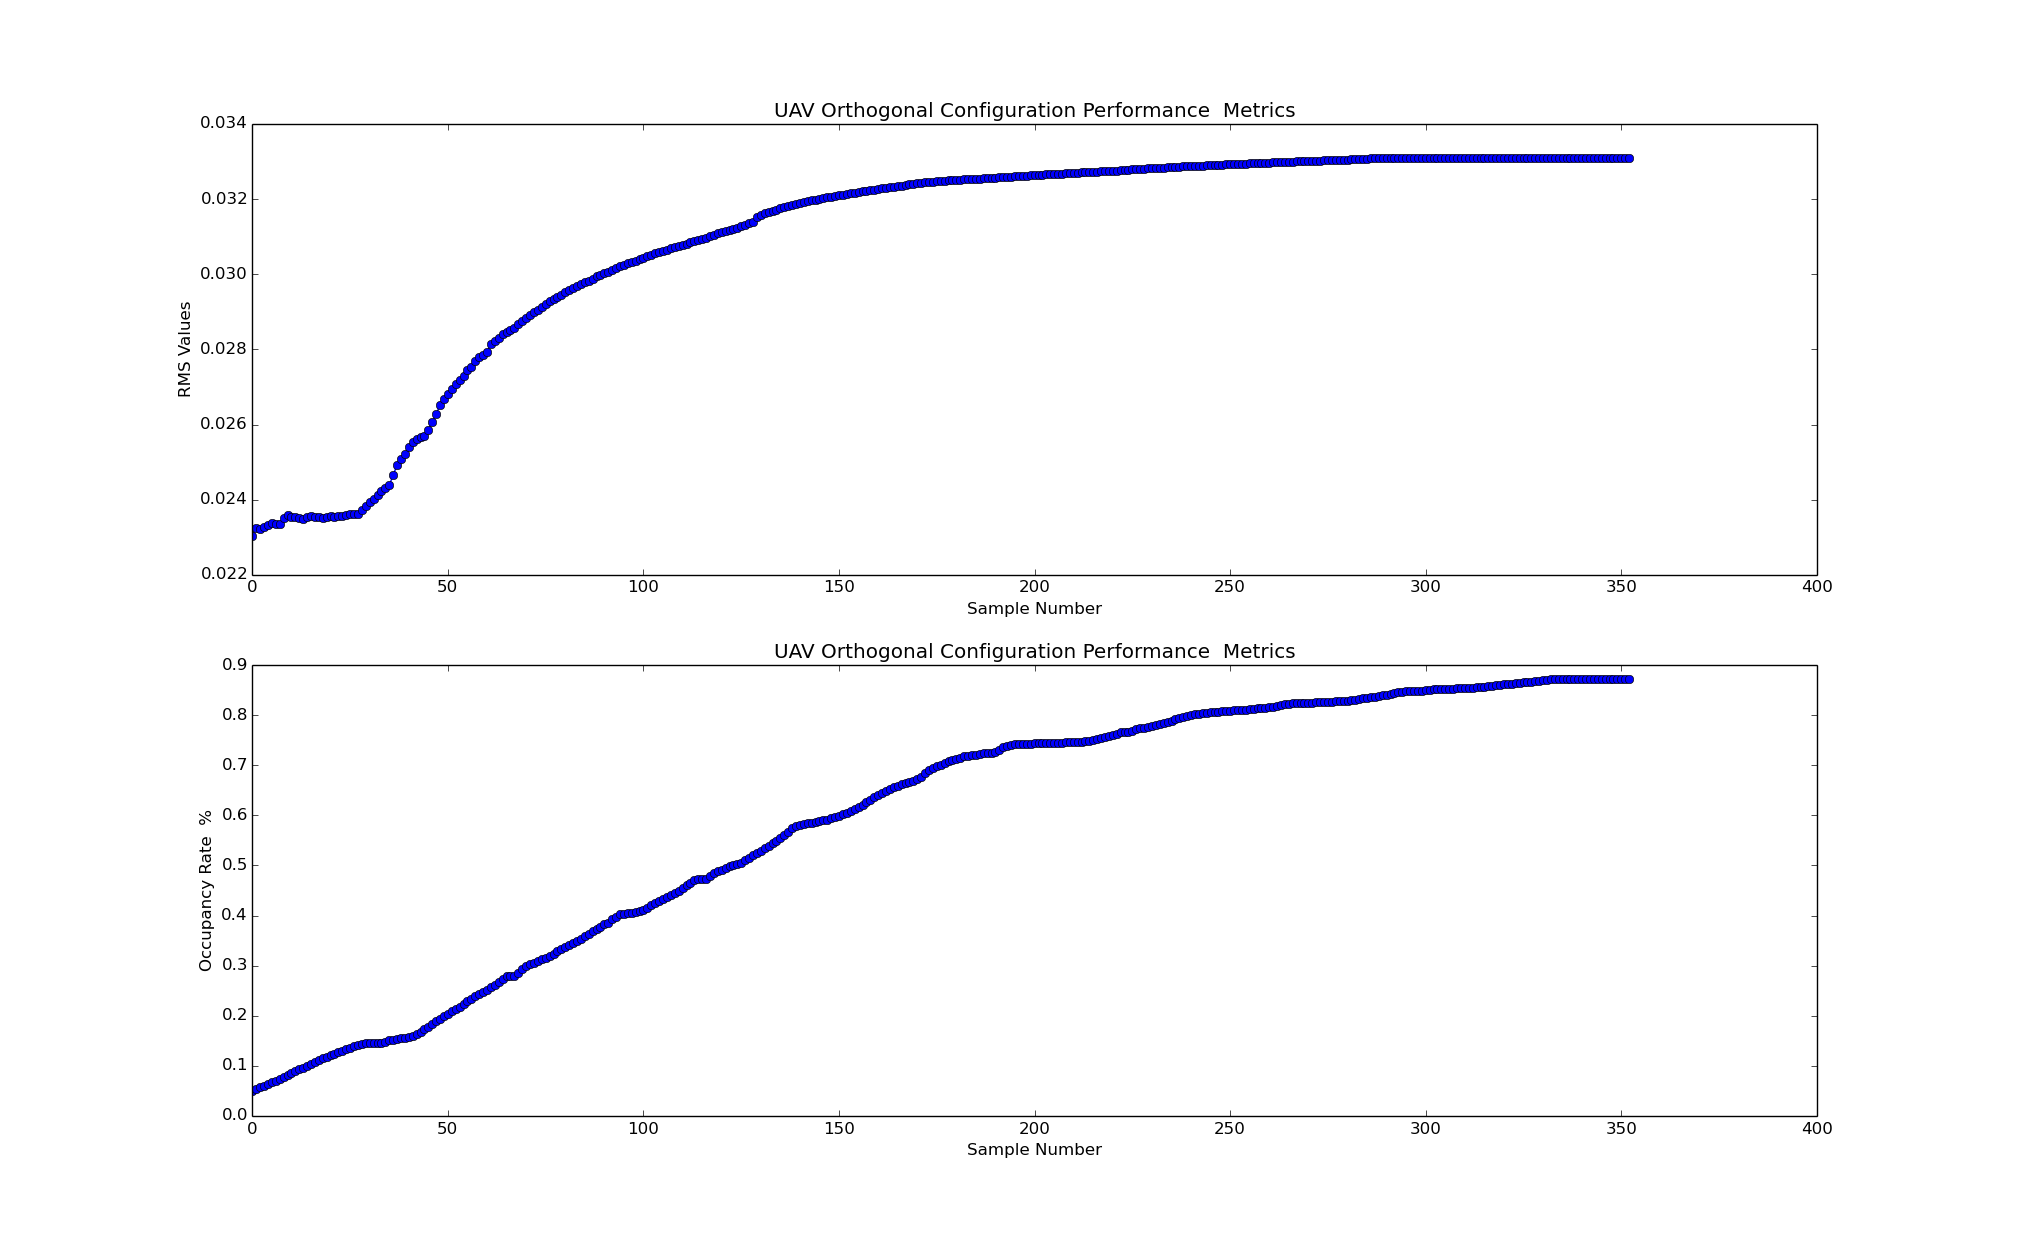 UAV Orthogonal Configuration Performance  Metrics
0.034
0.032
0.030
0.028
0.026
0.024
0.022
RMS Values
0 50 100 150 200 250 300 350 400
Sample Number
UAV Orthogonal Configuration Performance  Metrics
0.9
0.8
0.7
0.6
0.5
0.4
0.3
0.2
0.1
0.0
Occupancy Rate  %
0 50 100 150 200 250 300 350 400
Sample Number